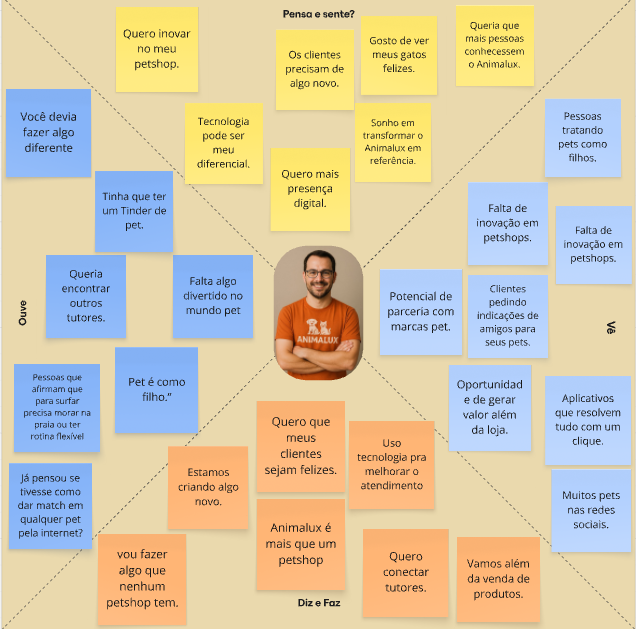 Pensa e sente?
Quero inovar
no meu
petshop.
Os clientes
precisam de
algo novo.
Gosto de ver
meus gatos
felizes.
Queria que
mais pessoas
conhecessem
o Animalux.
Tecnologia
pode ser
meu
diferencial.
Sonho em
transformar o
Animalux em
referência.
Quero mais
presença
digital.
Ouve
Você devia
fazer algo
diferente
Tinha que ter
um Tinder de
pet.
Queria
encontrar
outros
tutores.
Falta algo
divertido no
mundo pet
Pessoas que
afirmam que
para surfar
precisa morar na
praia ou ter
rotina flexível
Pet é como
filho.”
Já pensou se
tivesse como
dar match em
qualquer pet
pela internet?
ANIMALUX
Vê
Pessoas
tratando
pets como
filhos.
Falta de
inovação em
petshops.
Falta de
inovação em
petshops.
Potencial de
parceria com
marcas pet.
Clientes
pedindo
indicações de
amigos para
seus pets.
Oportunidad
e de gerar
valor além
da loja.
Aplicativos
que resolvem
tudo com um
clique.
Muitos pets
nas redes
sociais.
Quero que
meus
clientes
sejam felizes.
Uso
tecnologia pra
melhorar o
atendimento
Estamos
criando algo
novo.
Animalux é
mais que um
petshop
vou fazer
algo que
nenhum
petshop tem.
Quero
conectar
tutores.
Vamos além
da venda de
produtos.
Diz e Faz